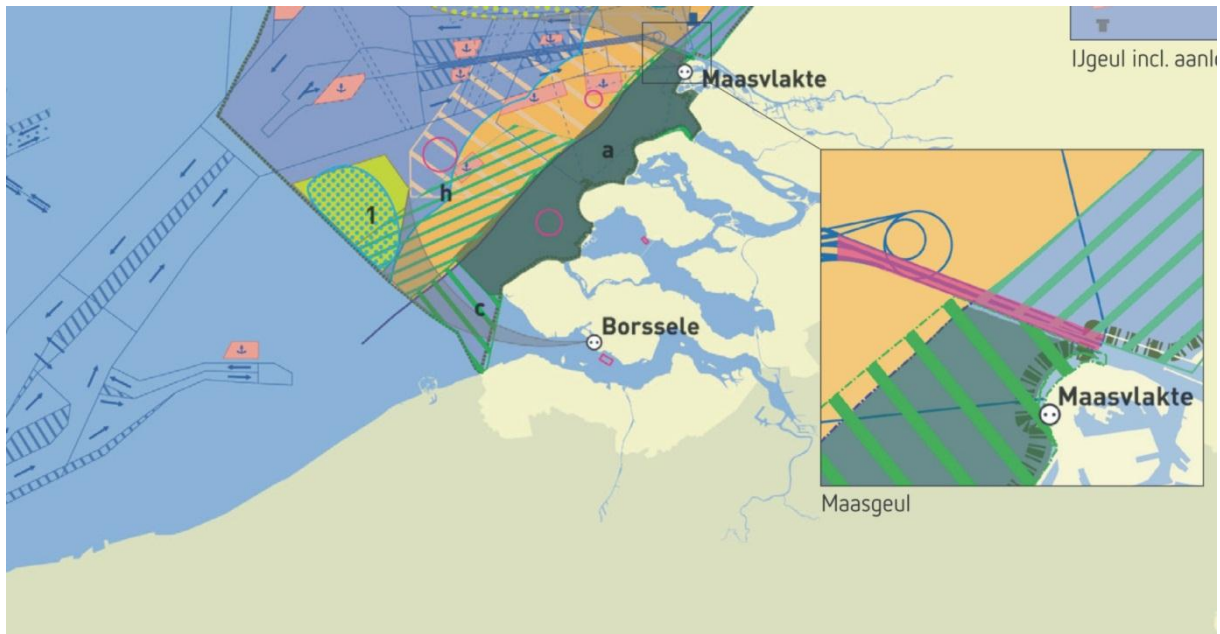 IJgeul incl. aanl
Maasvlakte
a
h
1
c
Borssele
Maasvlakte
Maasgeul